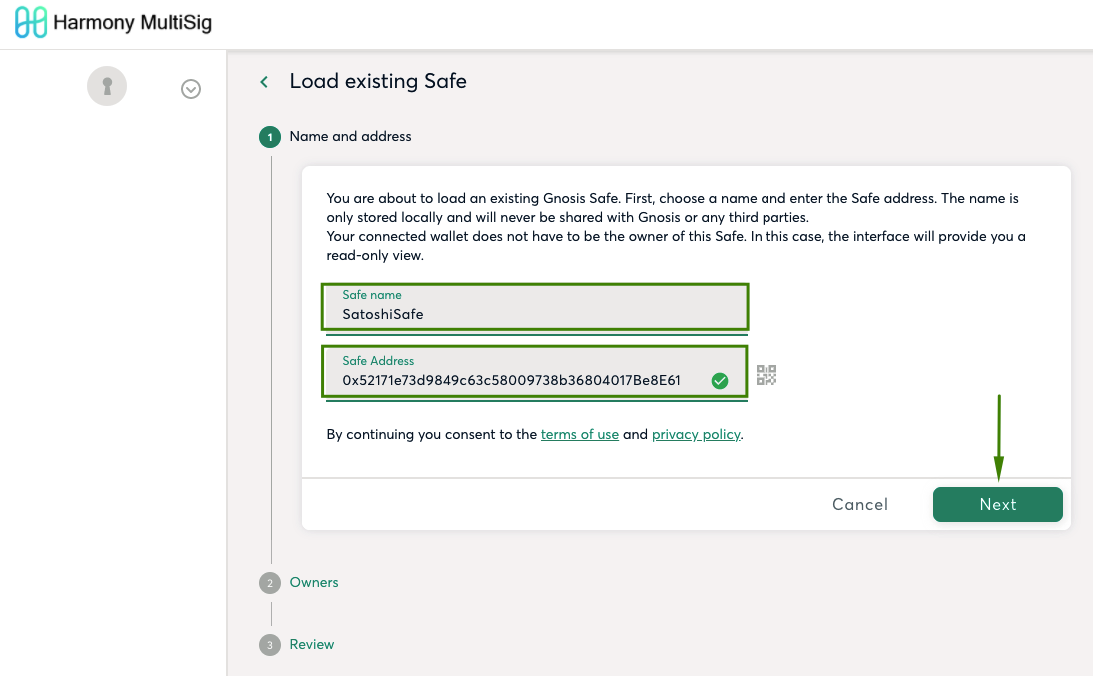 Harmony MultiSig
Load existing Safe
1 Name and address
You are about to load an existing Gnosis Safe. First, choose a name and enter the Safe address. The name is
only stored locally and will never be shared with Gnosis or any third parties.
Your connected wallet does not have to be the owner of this Safe. In this case, the interface will provide you a
read-only view.
Safe name
SatoshiSafe
Safe Address
0x52171e73d9849c63c58009738b36804017Be8E61
By continuing you consent to the terms of use and privacy policy.
Cancel Next
2 Owners
3 Review